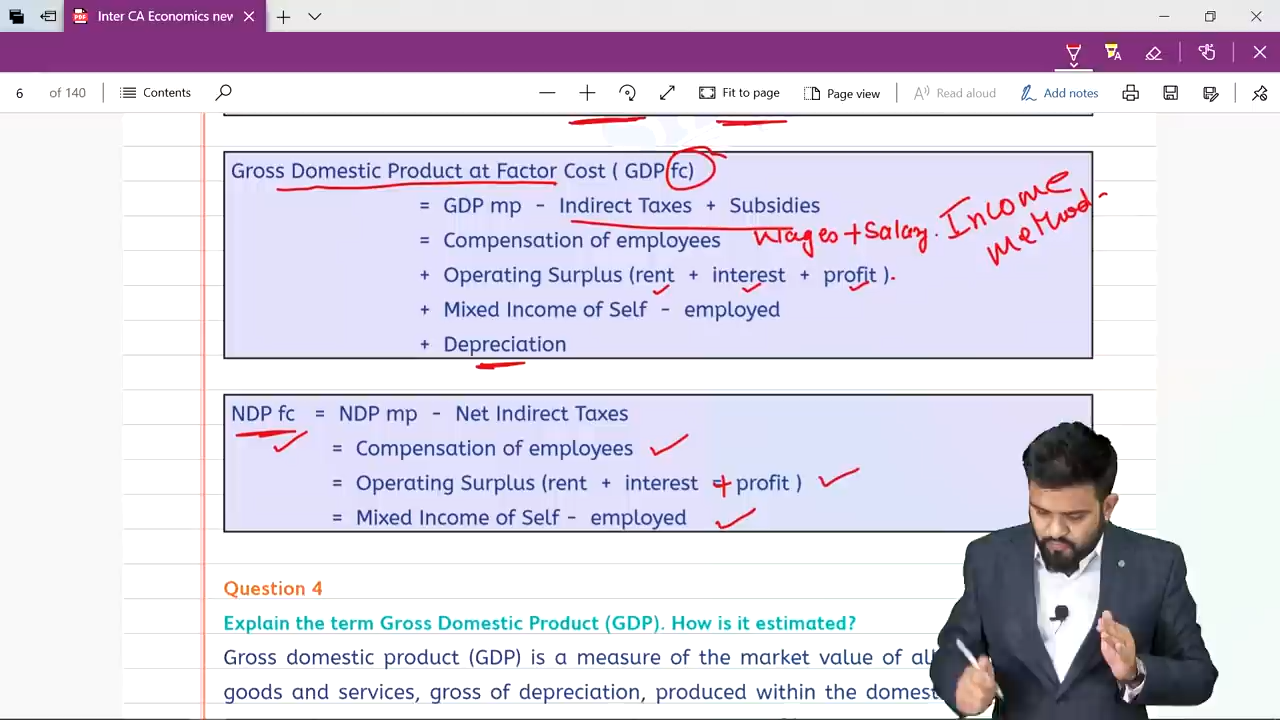 Inter CA Economics new
6 of 140 Contents Fit to page Page view Read aloud Add notes
Gross Domestic Product at Factor Cost ( GDP fc)
= GDP mp - Indirect Taxes + Subsidies
= Compensation of employees Wages + Salary. Income method.
+ Operating Surplus (rent + interest + profit ).
+ Mixed Income of Self - employed
+ Depreciation
NDP fc = NDP mp - Net Indirect Taxes
= Compensation of employees
= Operating Surplus (rent + interest + profit )
= Mixed Income of Self - employed
Question 4
Explain the term Gross Domestic Product (GDP). How is it estimated?
Gross domestic product (GDP) is a measure of the market value of
goods and services, gross of depreciation, produced within the